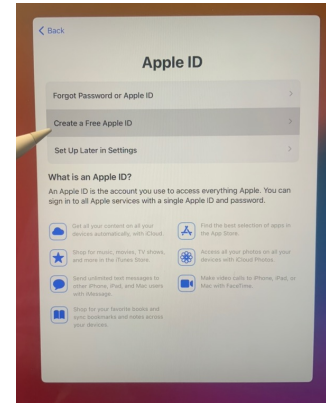 Back
Apple ID
Forgot Password or Apple ID
Create a Free Apple ID
Set Up Later in Settings
What is an Apple ID?
An Apple ID is the account you use to access everything Apple. You can
sign in to all Apple services with a single Apple ID and password.
Get all your content on all your
devices automatically, with iCloud.
Find the best selection of apps in
the App Store.
Shop for music, movies, TV shows,
and more in the iTunes Store.
Access all your photos on all your
devices with iCloud Photos.
Send unlimited text messages to
other iPhone, iPad, and Mac users
with iMessage.
Make video calls to iPhone, iPad, or
Mac with FaceTime.
Shop for your favorite books and
sync bookmarks and notes across
your devices.